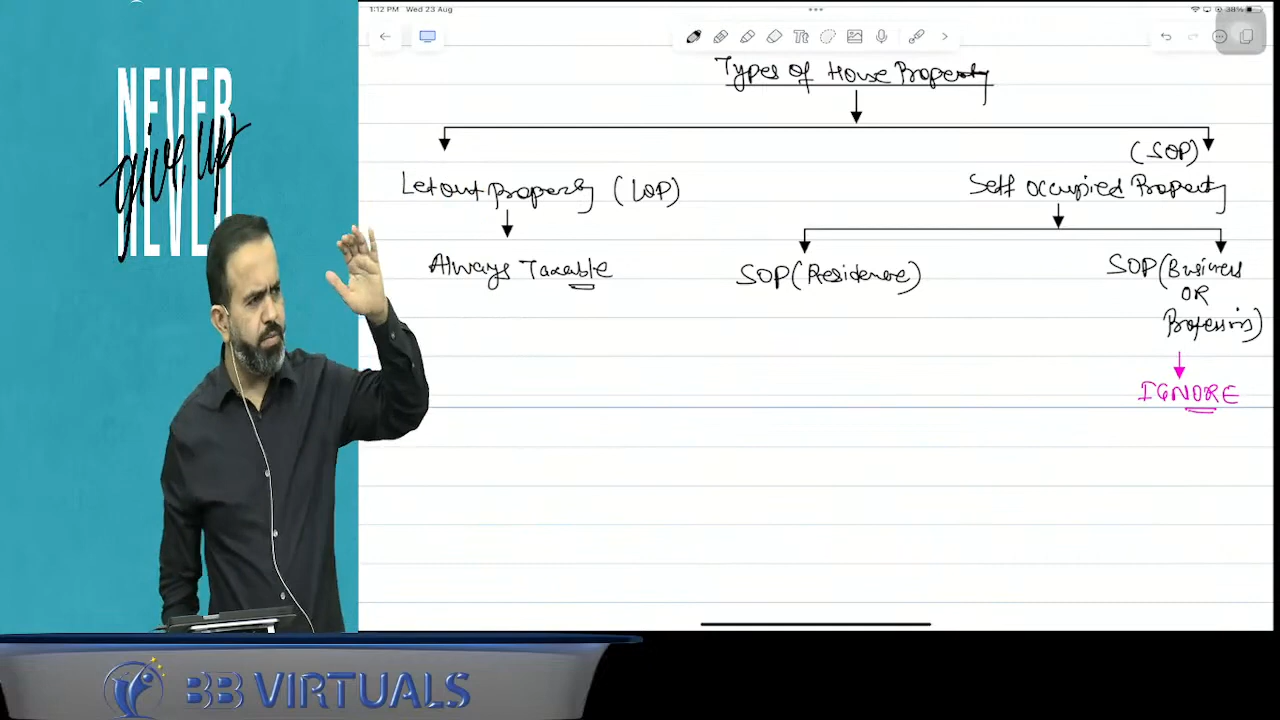 1:12 PM Wed 23 Aug
38%
NEVER
give up
NEVER
Types of House Property
(SOP)
Letout Property (LOP)
Self Occupied Property
Always Taxable
SOP (Residence)
SOP (Business
OR
Profession)
IGNORE
BB VIRTUALS